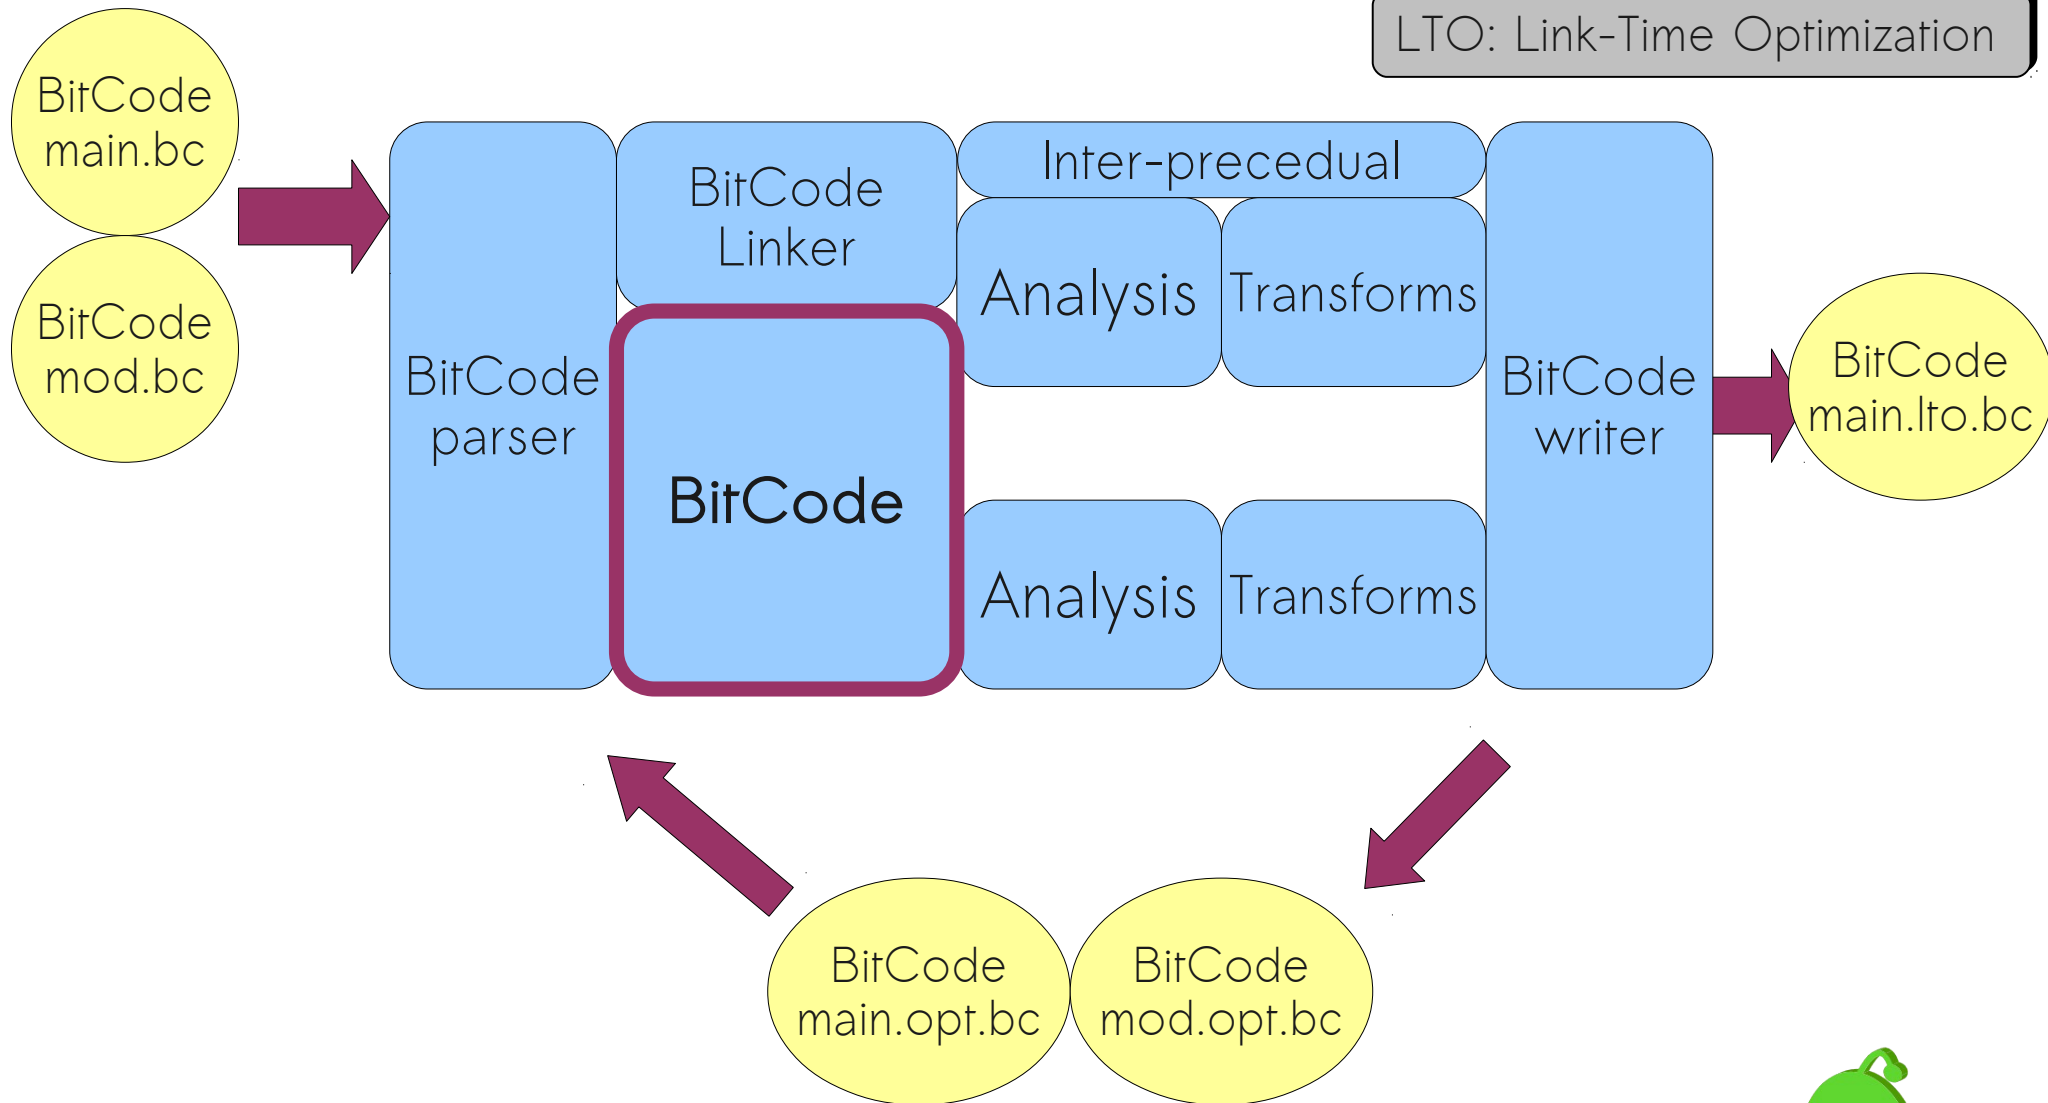 LTO: Link-Time Optimization
BitCode
main.bc
BitCode
mod.bc
BitCode
parser
BitCode
Linker
BitCode
Inter-precedual
Analysis
Transforms
Analysis
Transforms
BitCode
writer
BitCode
main.lto.bc
BitCode
main.opt.bc
BitCode
mod.opt.bc